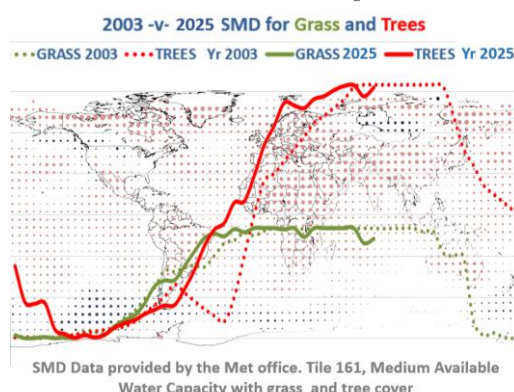 2003 -v- 2025 SMD for Grass and Trees
GRASS 2003 TREES Yr 2003 GRASS 2025 TREES Yr 2025
SMD Data provided by the Met office. Tile 161, Medium Available
Water Capacity with grass and tree cover